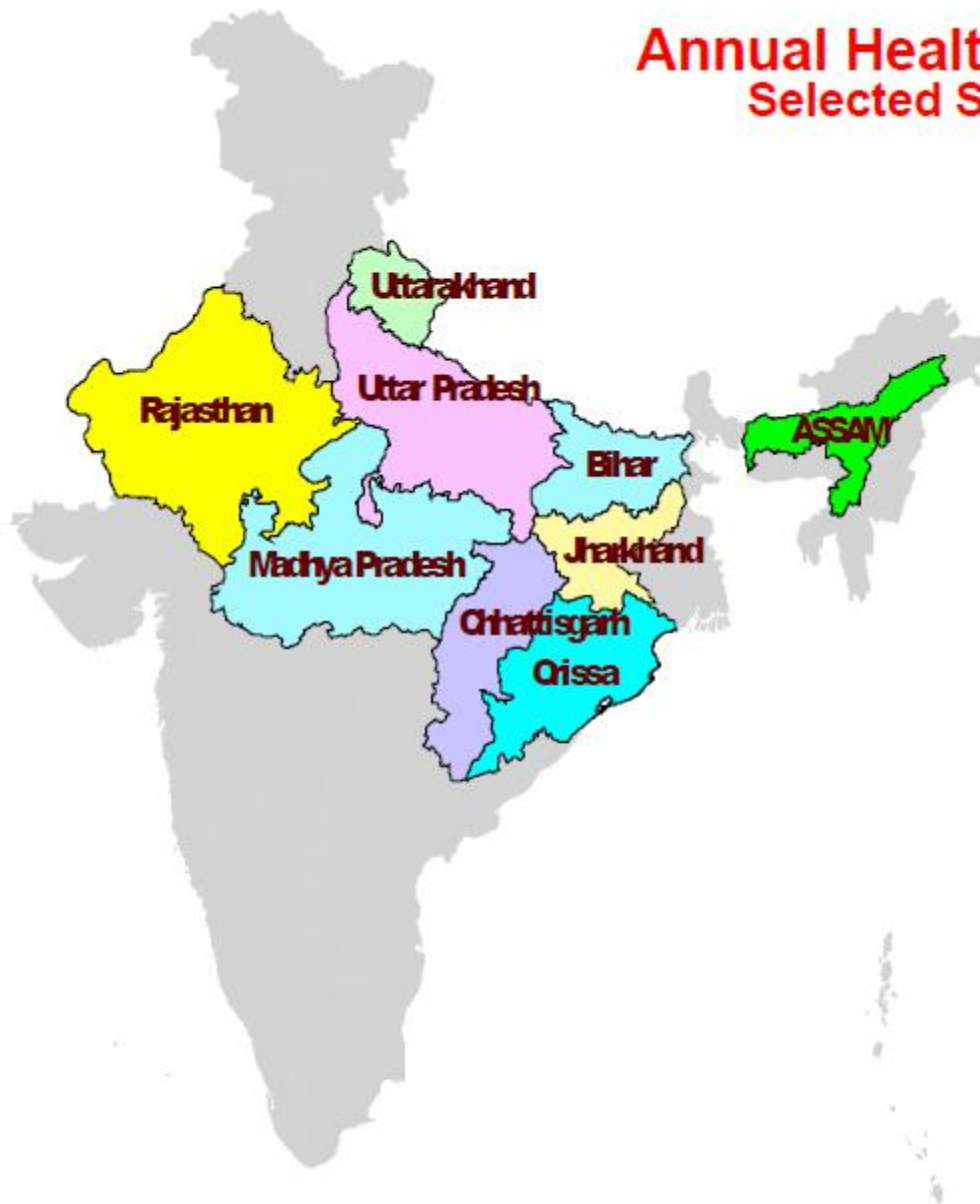 Annual Healt
Selected S
Uttarakhand
Uttar Pradesh
Rajasthan
ASSAM
Bihar
Jharkhand
Madhya Pradesh
Chhattisgarh
Orissa